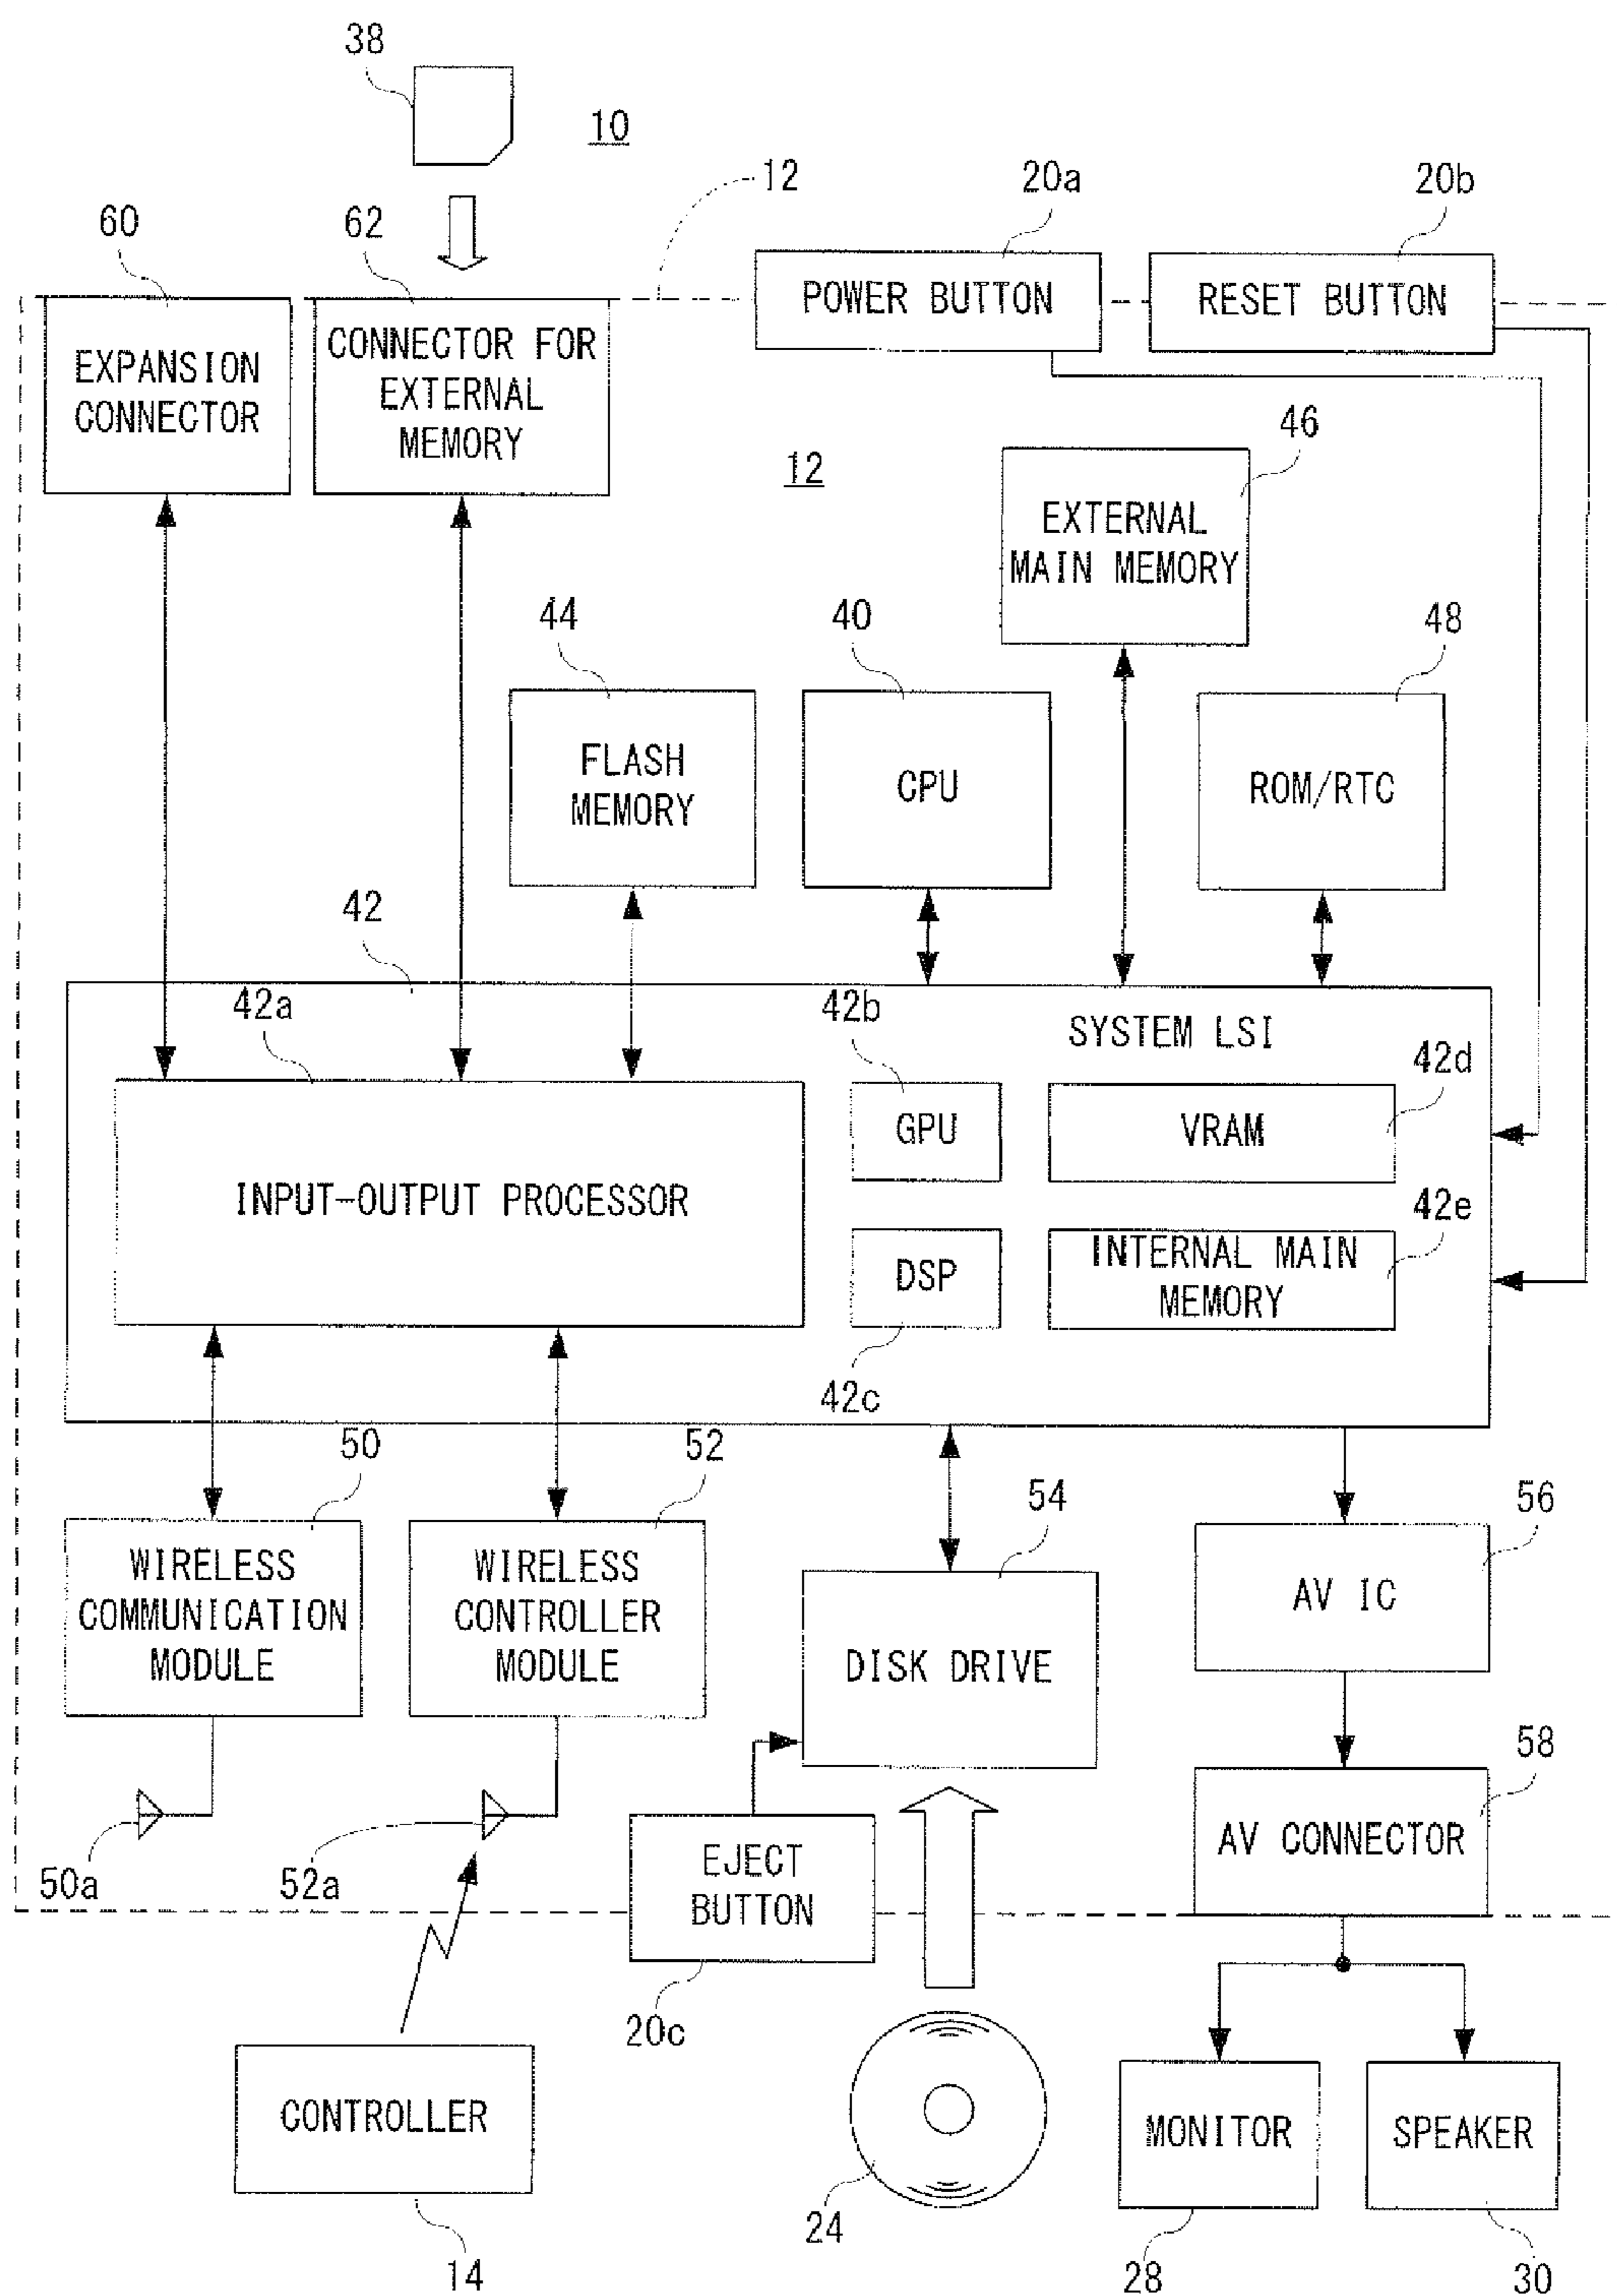 38
10
12
20a
20b
60
62
POWER BUTTON
RESET BUTTON
EXPANSION
CONNECTOR
CONNECTOR FOR
EXTERNAL
MEMORY
12
46
EXTERNAL
MAIN MEMORY
44
40
48
FLASH
MEMORY
CPU
ROM/RTC
42
42a
42b
SYSTEM LSI
42d
INPUT-OUTPUT PROCESSOR
GPU
VRAM
42e
DSP
INTERNAL MAIN
MEMORY
42c
50
52
54
56
WIRELESS
COMMUNICATION
MODULE
WIRELESS
CONTROLLER
MODULE
DISK DRIVE
AV IC
58
50a
52a
EJECT
BUTTON
AV CONNECTOR
20c
CONTROLLER
MONITOR
SPEAKER
14
24
28
30